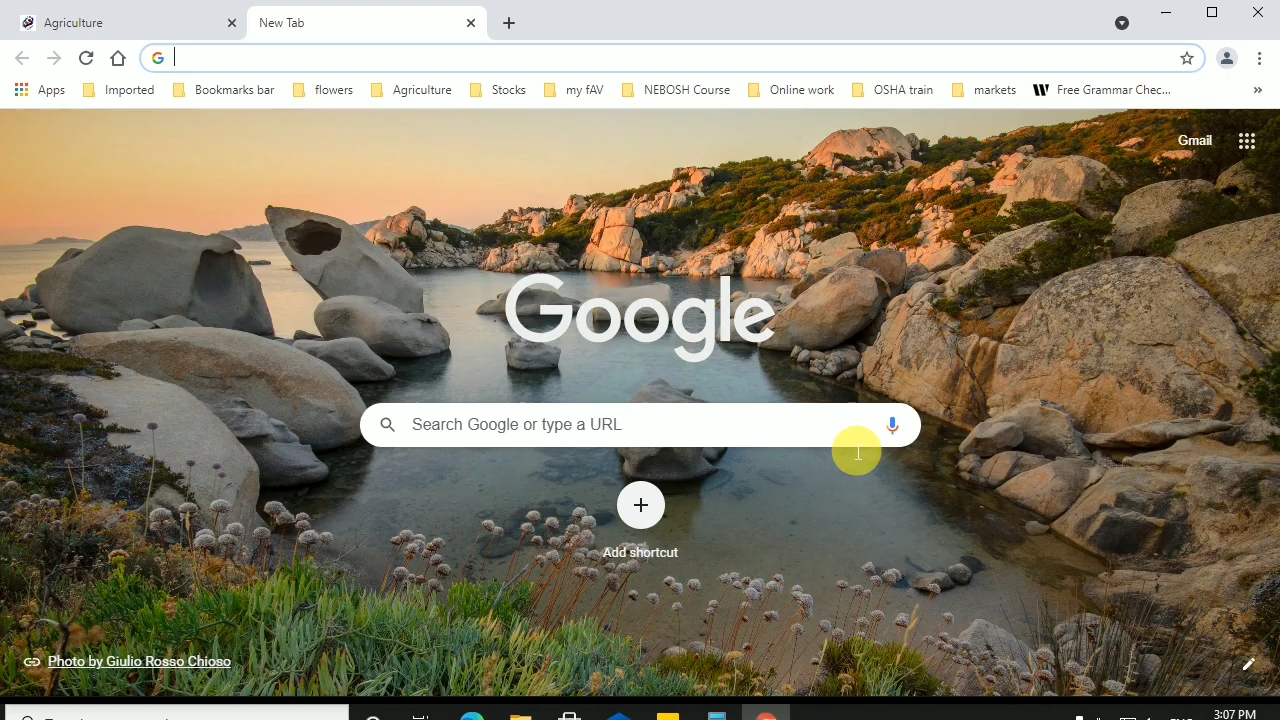 Agriculture
New Tab
Apps
Imported
Bookmarks bar
flowers
Agriculture
Stocks
my fAV
NEBOSH Course
Online work
OSHA train
markets
Free Grammar Chec...
»
Gmail
Google
Search Google or type a URL
Add shortcut
Photo by Giulio Rosso Chioso
3:07 PM